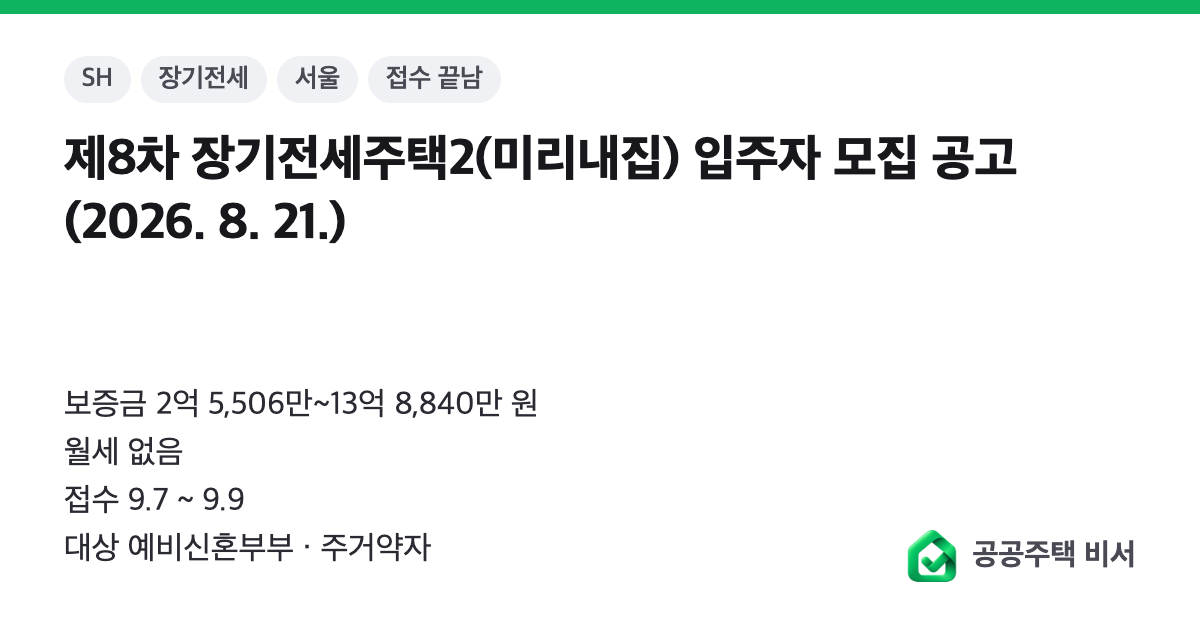 SH 장기전세 서울 접수 끝남
제8차 장기전세주택2(미리내집) 입주자 모집 공고
(2026. 8. 21.)
보증금 2억 5,506만~13억 8,840만 원
월세 없음
접수 9.7 ~ 9.9
대상 예비신혼부부 · 주거약자
공공주택 비서